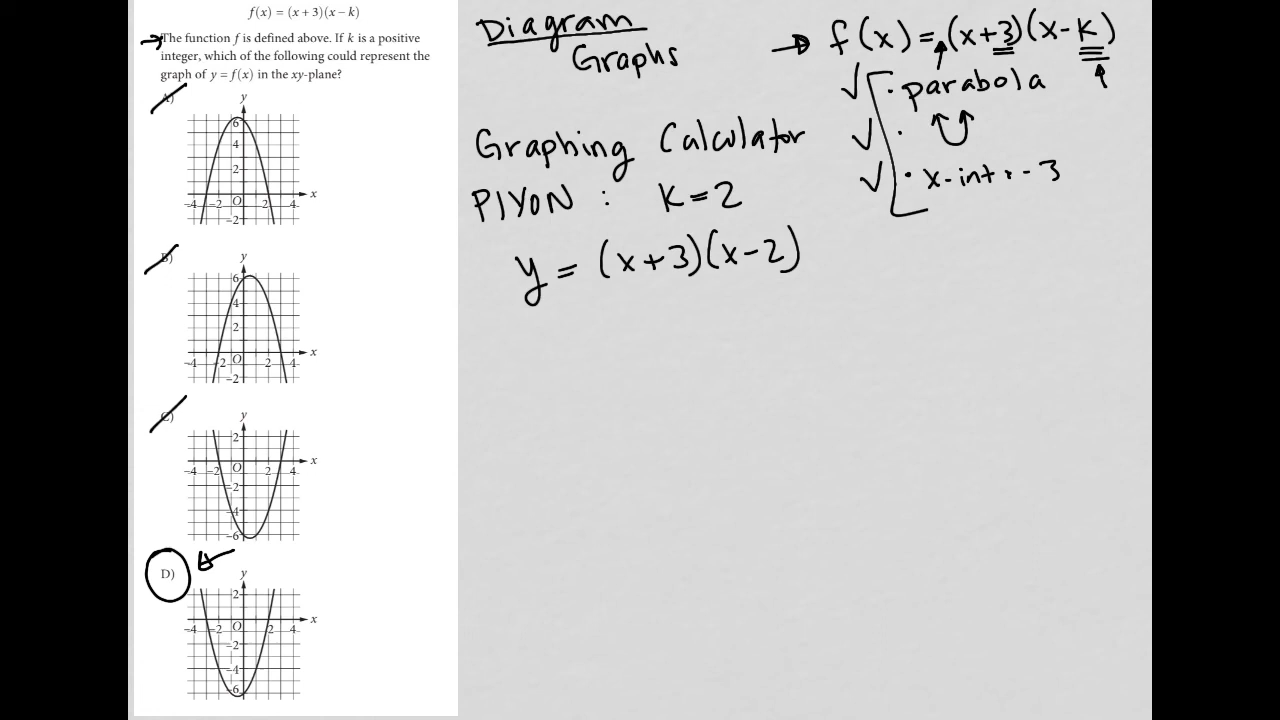 f(x) = (x + 3)(x − k)
The function f is defined above. If k is a positive
integer, which of the following could represent the
graph of y = f(x) in the xy-plane?
A)
y
6
4
2
−4 −2 O 2 4 x
−2
B)
y
6
4
2
−4 −2 O 2 4 x
−2
C)
y
2
−4 −2 O 2 4 x
−2
−4
−6
D)
y
2
−4 −2 O 2 4 x
−2
−4
−6
Diagram
Graphs
Graphing Calculator
PIYON : K=2
y = (x+3)(x-2)
f(x) = (x+3)(x-k)
√ · parabola
√ ·
√ · x-int: -3